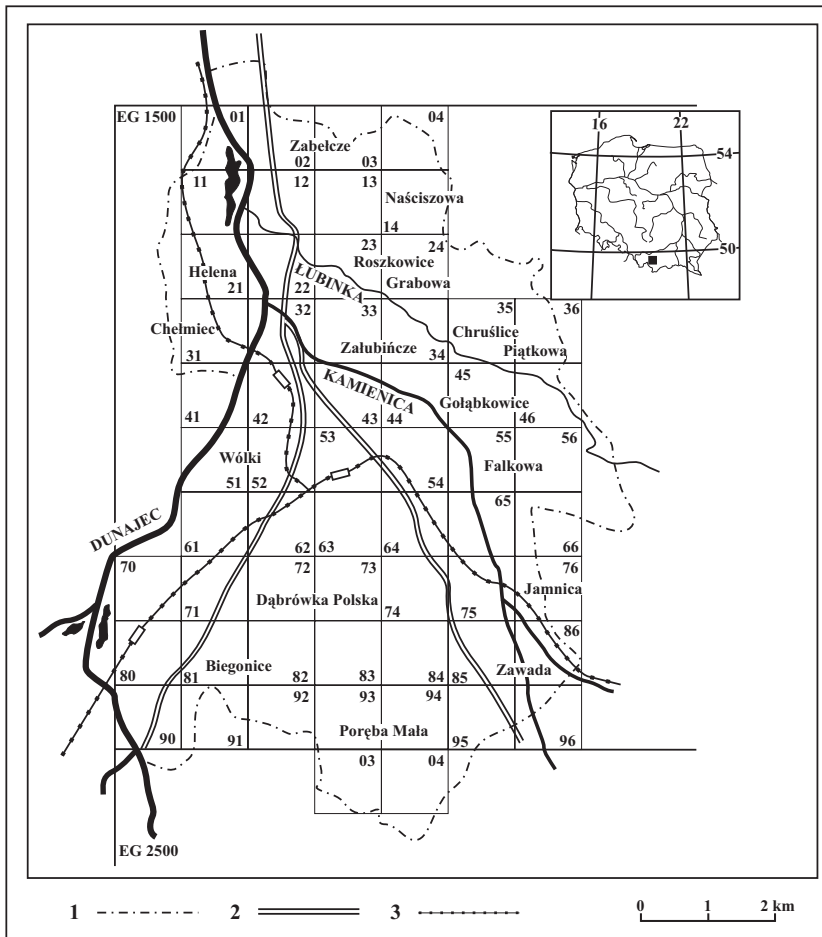 EG 1500 01 04
16 22
Zabełcze
54
02 03
11 12 13
Naściszowa
14
23 24
Roszkowice
50
Helena ŁUBINKA Grabowa
21 22
32 33 35 36
Chełmiec Chruślice
Załubińcze Piątkowa
31 34
KAMIENICA 45
Gołąbkowice
41 42 43 44 46
53 55 56
Wólki Falkowa
51 52 54
65
DUNAJEC
61 62 63 64 66
70 72 73 76
Jamnica
Dąbrówka Polska
71 74 75
86
Biegonice Zawada
80 81 82 83 84 85
92 93 94
Poręba Mała
90 91 95 96
03 04
EG 2500
1 2 3
0 1 2 km